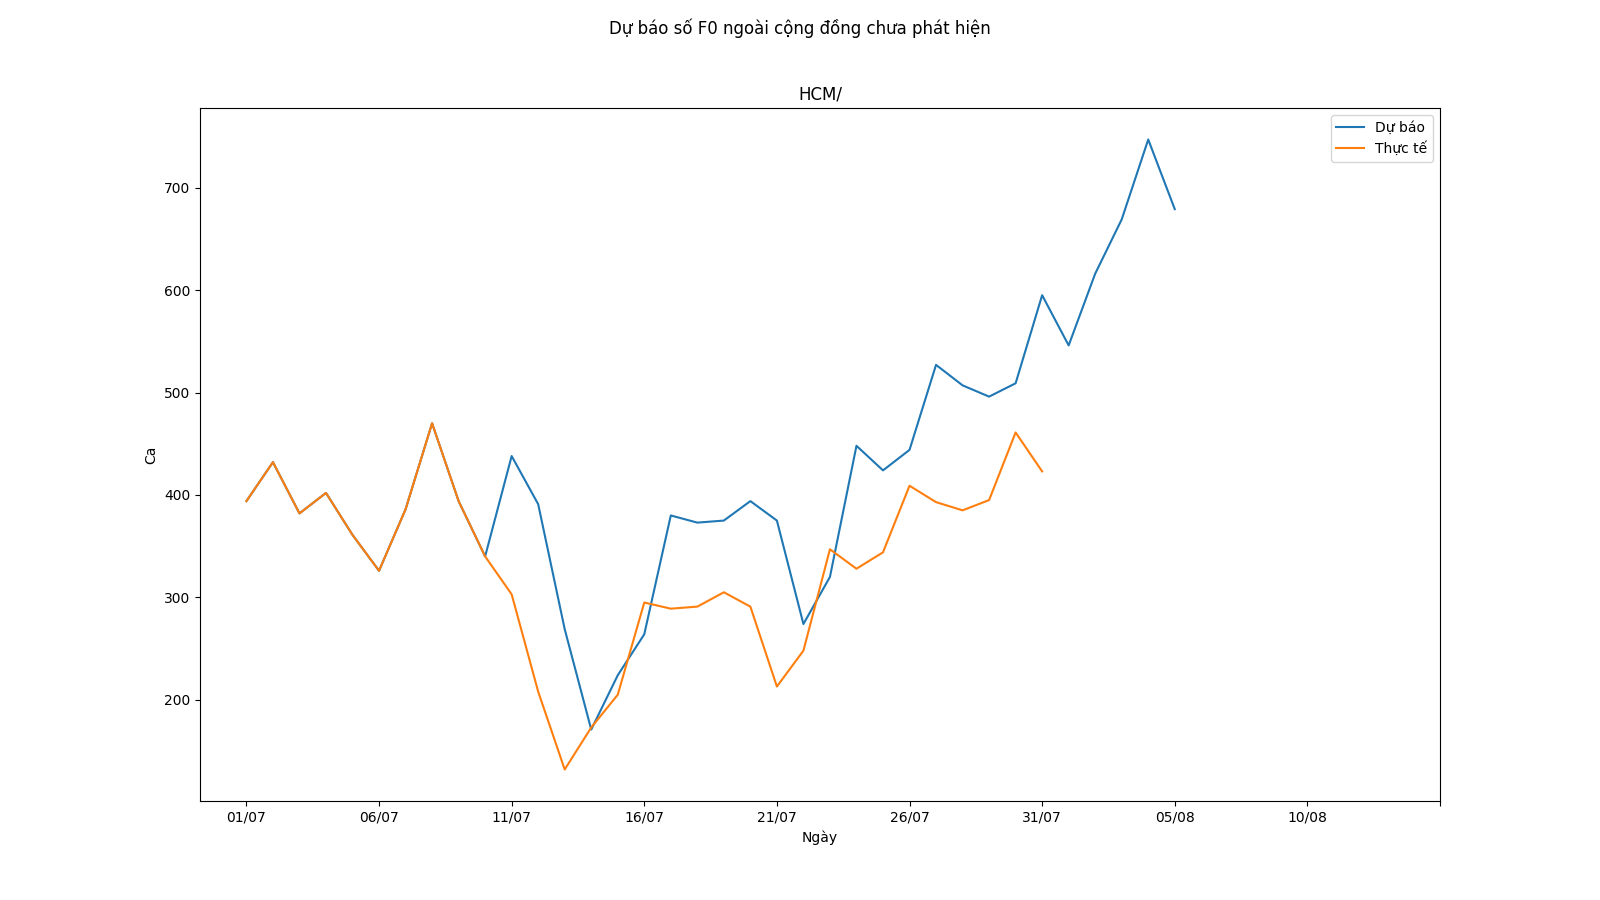 Dự báo số F0 ngoài cộng đồng chưa phát hiện
HCM/
Dự báo
Thực tế
700
600
500
400
300
200
Ca
01/07 06/07 11/07 16/07 21/07 26/07 31/07 05/08 10/08
Ngày